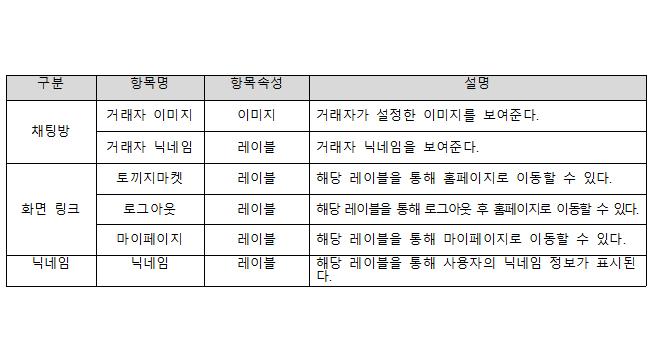 구분 항목명 항목속성 설명
채팅방 거래자 이미지 이미지 거래자가 설정한 이미지를 보여준다.
거래자 닉네임 레이블 거래자 닉네임을 보여준다.
화면 링크 토끼지마켓 레이블 해당 레이블을 통해 홈페이지로 이동할 수 있다.
로그아웃 레이블 해당 레이블을 통해 로그아웃 후 홈페이지로 이동할 수 있다.
마이페이지 레이블 해당 레이블을 통해 마이페이지로 이동할 수 있다.
닉네임 닉네임 레이블 해당 레이블을 통해 사용자의 닉네임 정보가 표시된
다.